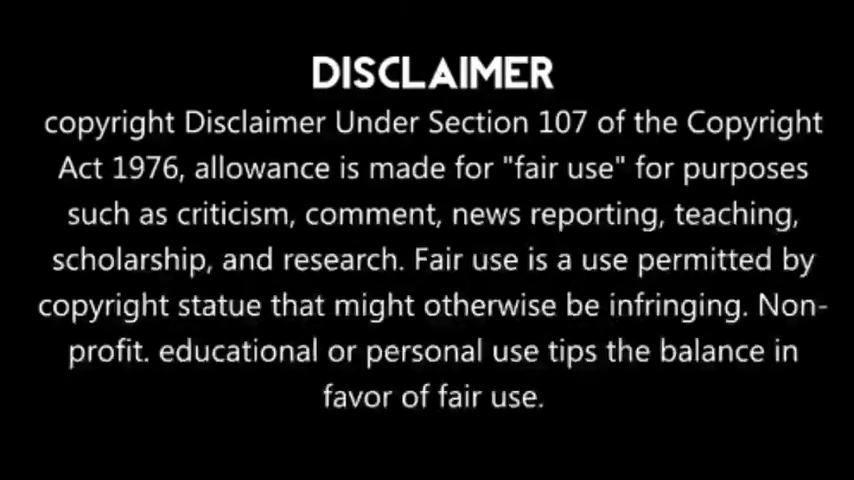 DISCLAIMER
copyright Disclaimer Under Section 107 of the Copyright
Act 1976, allowance is made for "fair use" for purposes
such as criticism, comment, news reporting, teaching,
scholarship, and research. Fair use is a use permitted by
copyright statue that might otherwise be infringing. Non-
profit. educational or personal use tips the balance in
favor of fair use.